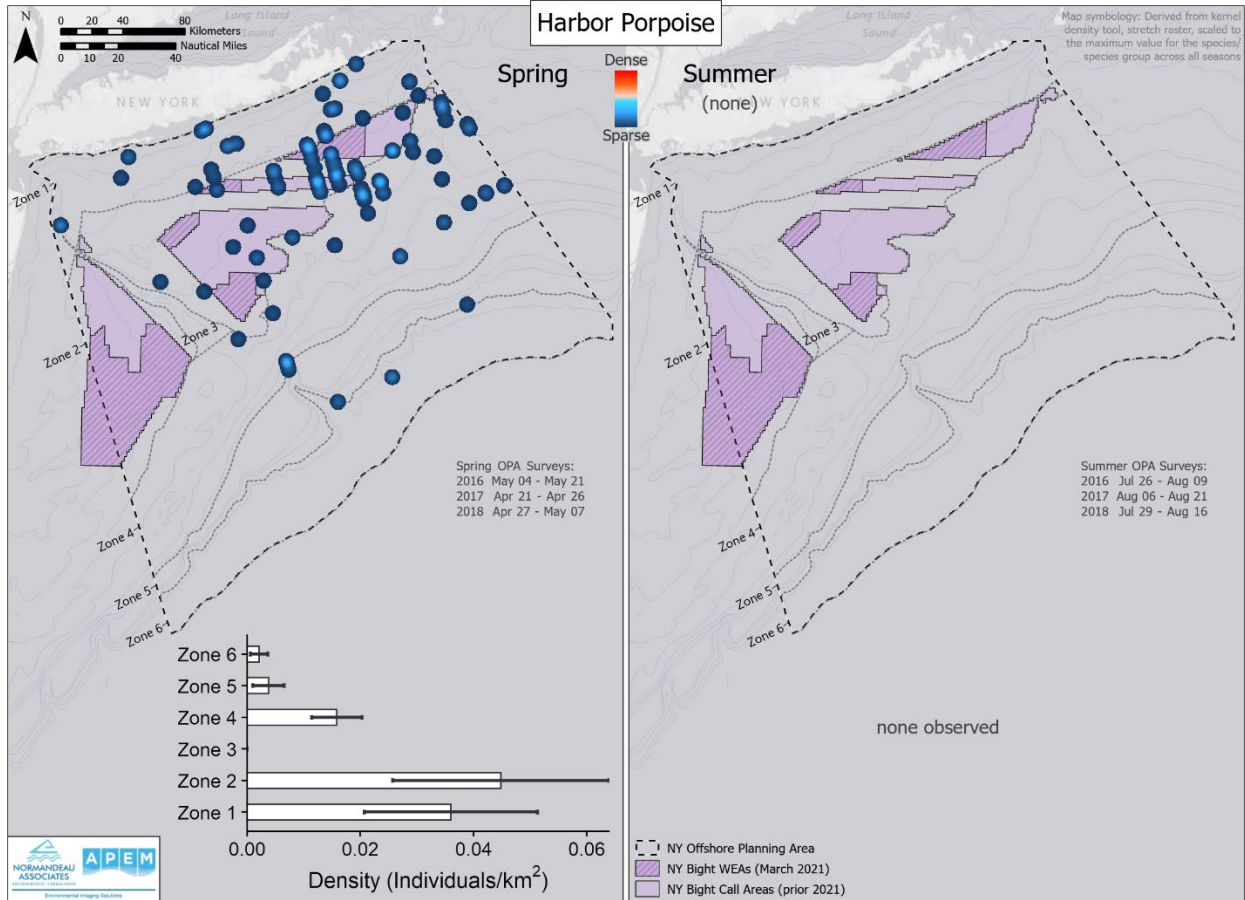 Harbor Porpoise
N
0 20 40 80
Kilometers
Nautical Miles
0 10 20 40
Long Island
Sound
NEW YORK
Spring
Dense
Sparse
Zone 1
Zone 2
Zone 3
Zone 4
Zone 5
Zone 6
Spring OPA Surveys:
2016 May 04 - May 21
2017 Apr 21 - Apr 26
2018 Apr 27 - May 07
Zone 6
Zone 5
Zone 4
Zone 3
Zone 2
Zone 1
0.00 0.02 0.04 0.06
Density (Individuals/km²)
NORMANDEAU
ASSOCIATES
ENVIRONMENTAL CONSULTANTS
APEM
Environmental Imaging Solutions
Summer
(none)
Long Island
Sound
NEW YORK
Map symbology: Derived from kernel
density tool, stretch raster, scaled to
the maximum value for the species/
species group across all seasons
Zone 1
Zone 2
Zone 3
Zone 4
Zone 5
Zone 6
Summer OPA Surveys:
2016 Jul 26 - Aug 09
2017 Aug 06 - Aug 21
2018 Jul 29 - Aug 16
none observed
NY Offshore Planning Area
NY Bight WEAs (March 2021)
NY Bight Call Areas (prior 2021)